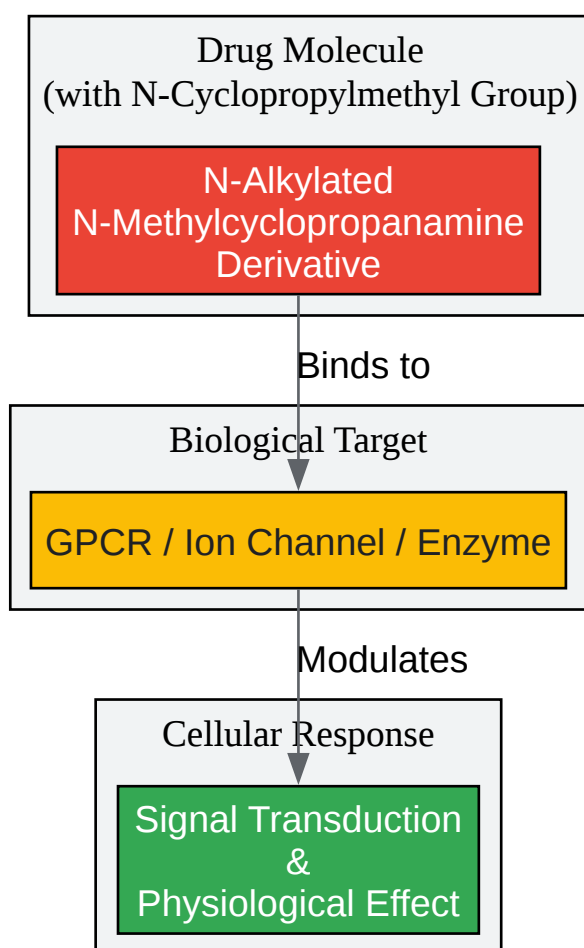 Drug Molecule
(with N-Cyclopropylmethyl Group)
N-Alkylated
N-Methylcyclopropanamine
Derivative
Binds to
Biological Target
GPCR / Ion Channel / Enzyme
Modulates
Cellular Response
Signal Transduction
&
Physiological Effect